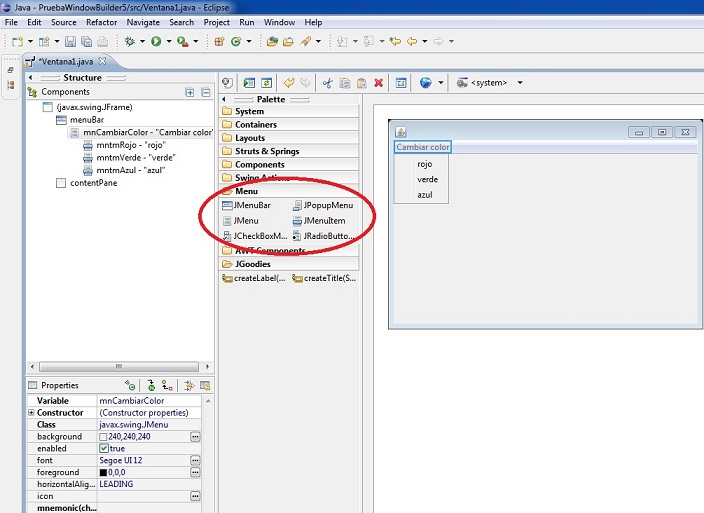 Java - PruebaWindowBuilder5/src/Ventana1.java - Eclipse
File Edit Source Refactor Navigate Search Project Run Window Help
*Ventana1.java
Structure
Components
(javax.swing.JFrame)
menuBar
mnCambiarColor - "Cambiar color"
mntmRojo - "rojo"
mntmVerde - "verde"
mntmAzul - "azul"
contentPane
<system>
Palette
System
Containers
Layouts
Struts & Springs
Components
Swing Actions
Menu
JMenuBar JPopupMenu
JMenu JMenuItem
JCheckBoxM... JRadioButto...
AWT Components
JGoodies
createLabel(... createTitle(S...
Cambiar color
rojo
verde
azul
Properties
Variable mnCambiarColor
Constructor (Constructor properties)
Class javax.swing.JMenu
background 240,240,240
enabled true
font Segoe UI 12
foreground 0,0,0
horizontalAlig... LEADING
icon
mnemonic(ch...